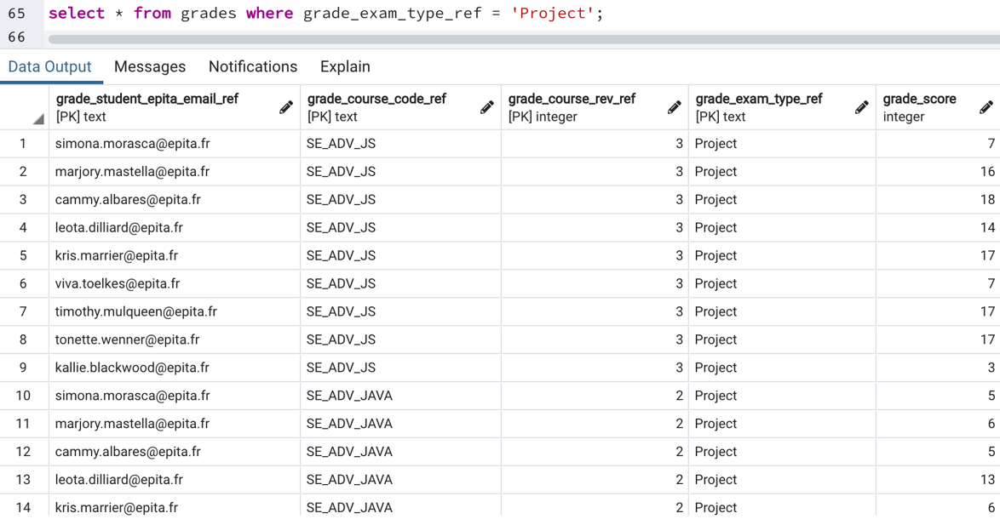 65 select * from grades where grade_exam_type_ref = 'Project';
66
Data Output Messages Notifications Explain
grade_student_epita_email_ref grade_course_code_ref grade_course_rev_ref grade_exam_type_ref grade_score
[PK] text [PK] text [PK] integer [PK] text integer
1 simona.morasca@epita.fr SE_ADV_JS 3 Project 7
2 marjory.mastella@epita.fr SE_ADV_JS 3 Project 16
3 cammy.albares@epita.fr SE_ADV_JS 3 Project 18
4 leota.dilliard@epita.fr SE_ADV_JS 3 Project 14
5 kris.marrier@epita.fr SE_ADV_JS 3 Project 17
6 viva.toelkes@epita.fr SE_ADV_JS 3 Project 7
7 timothy.mulqueen@epita.fr SE_ADV_JS 3 Project 17
8 tonette.wenner@epita.fr SE_ADV_JS 3 Project 17
9 kallie.blackwood@epita.fr SE_ADV_JS 3 Project 3
10 simona.morasca@epita.fr SE_ADV_JAVA 2 Project 5
11 marjory.mastella@epita.fr SE_ADV_JAVA 2 Project 6
12 cammy.albares@epita.fr SE_ADV_JAVA 2 Project 5
13 leota.dilliard@epita.fr SE_ADV_JAVA 2 Project 13
14 kris.marrier@epita.fr SE_ADV_JAVA 2 Project 6